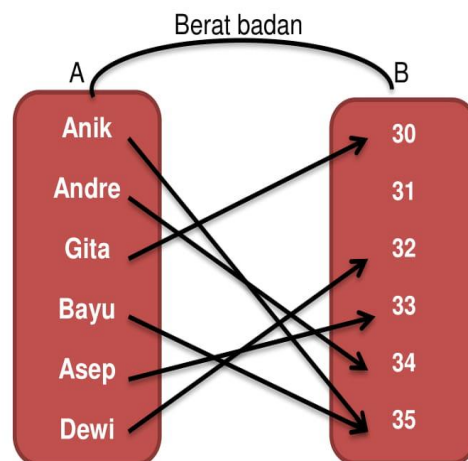 Berat badan
A B
Anik 30
Andre 31
Gita 32
Bayu 33
Asep 34
Dewi 35